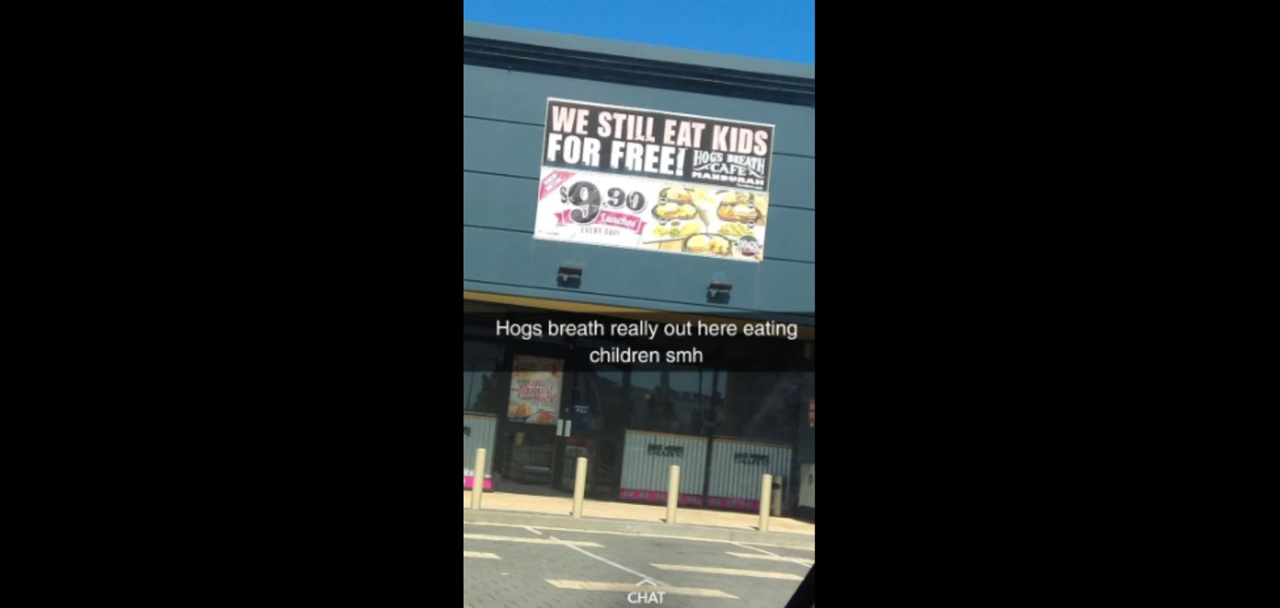 WE STILL EAT KIDS
FOR FREE!
HOGS BREATH
CAFE
MANDURAH
$9.90
Lunches
EVERY DAY!
Hogs breath really out here eating
children smh
CHAT